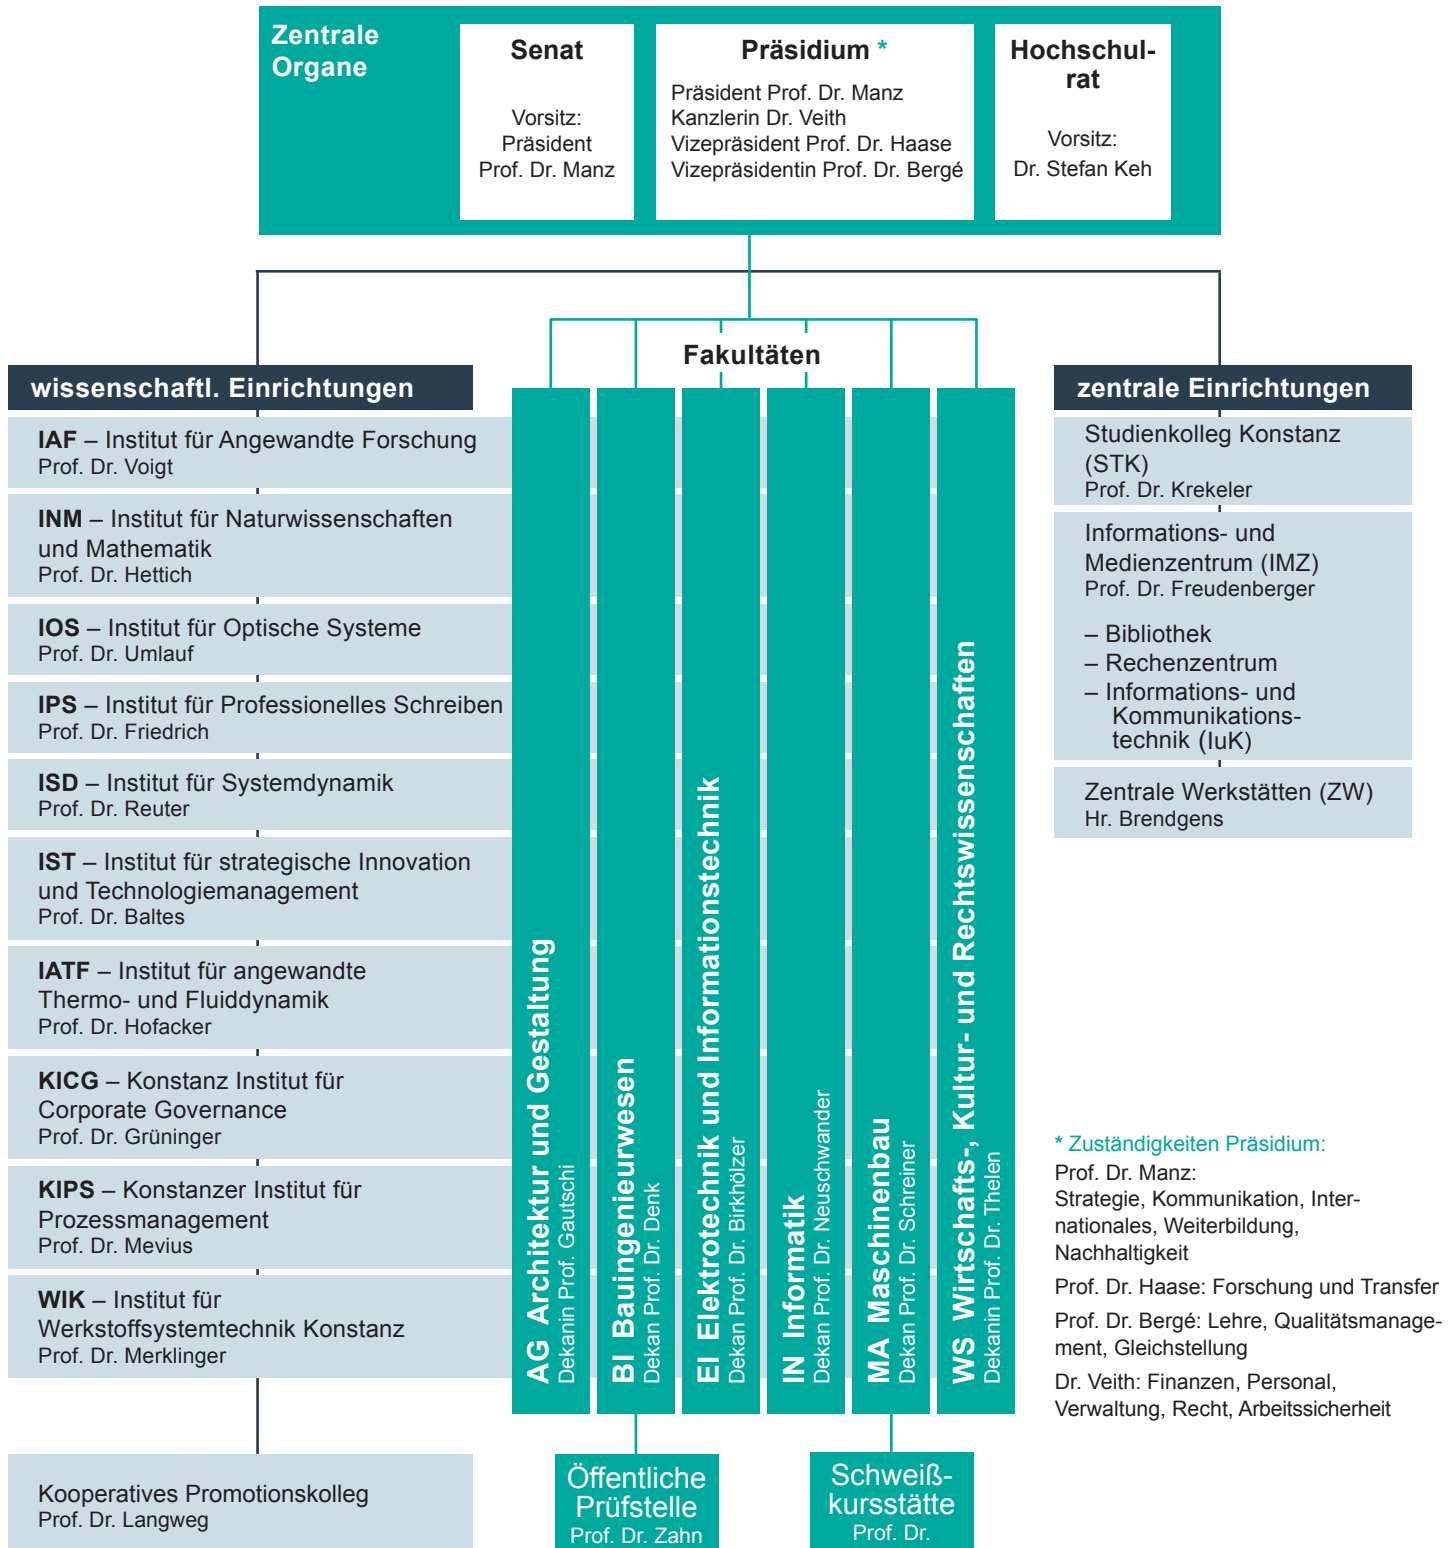 Zentrale
Organe
Senat
Vorsitz:
Präsident
Prof. Dr. Manz
Präsidium *
Präsident Prof. Dr. Manz
Kanzlerin Dr. Veith
Vizepräsident Prof. Dr. Haase
Vizepräsidentin Prof. Dr. Bergé
Hochschul-
rat
Vorsitz:
Dr. Stefan Keh
wissenschaftl. Einrichtungen
IAF – Institut für Angewandte Forschung
Prof. Dr. Voigt
INM – Institut für Naturwissenschaften
und Mathematik
Prof. Dr. Hettich
IOS – Institut für Optische Systeme
Prof. Dr. Umlauf
IPS – Institut für Professionelles Schreiben
Prof. Dr. Friedrich
ISD – Institut für Systemdynamik
Prof. Dr. Reuter
IST – Institut für strategische Innovation
und Technologiemanagement
Prof. Dr. Baltes
IATF – Institut für angewandte
Thermo- und Fluiddynamik
Prof. Dr. Hofacker
KICG – Konstanz Institut für
Corporate Governance
Prof. Dr. Grüninger
KIPS – Konstanzer Institut für
Prozessmanagement
Prof. Dr. Mevius
WIK – Institut für
Werkstoffsystemtechnik Konstanz
Prof. Dr. Merklinger
Kooperatives Promotionskolleg
Prof. Dr. Langweg
Fakultäten
AG Architektur und Gestaltung
Dekanin Prof. Gautschi
BI Bauingenieurwesen
Dekan Prof. Dr. Denk
EI Elektrotechnik und Informationstechnik
Dekan Prof. Dr. Birkhölzer
IN Informatik
Dekan Prof. Dr. Neuschwander
MA Maschinenbau
Dekan Prof. Dr. Schreiner
WS Wirtschafts-, Kultur- und Rechtswissenschaften
Dekanin Prof. Dr. Thelen
Öffentliche
Prüfstelle
Prof. Dr. Zahn
Schweiß-
kursstätte
Prof. Dr.
zentrale Einrichtungen
Studienkolleg Konstanz
(STK)
Prof. Dr. Krekeler
Informations- und
Medienzentrum (IMZ)
Prof. Dr. Freudenberger
– Bibliothek
– Rechenzentrum
– Informations- und
Kommunikations-
technik (IuK)
Zentrale Werkstätten (ZW)
Hr. Brendgens
* Zuständigkeiten Präsidium:
Prof. Dr. Manz:
Strategie, Kommunikation, Inter-
nationales, Weiterbildung,
Nachhaltigkeit
Prof. Dr. Haase: Forschung und Transfer
Prof. Dr. Bergé: Lehre, Qualitätsmanage-
ment, Gleichstellung
Dr. Veith: Finanzen, Personal,
Verwaltung, Recht, Arbeitssicherheit